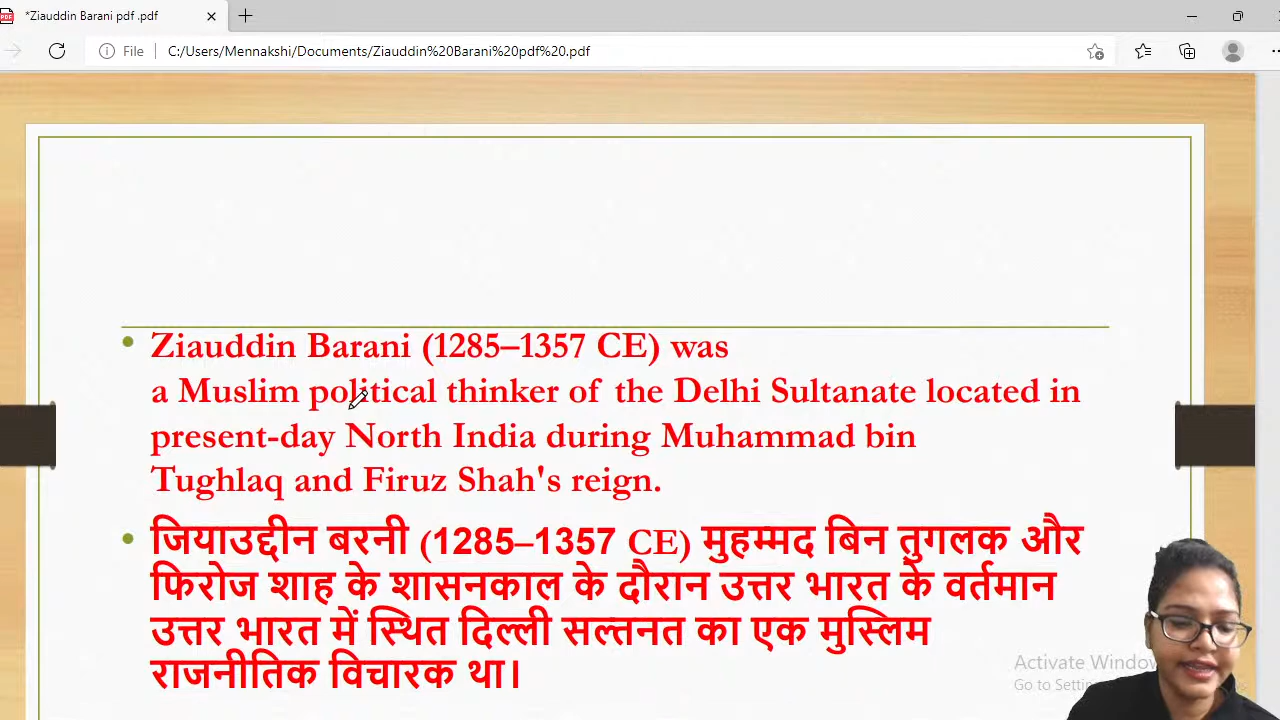 *Ziauddin Barani pdf .pdf
File
C:/Users/Mennakshi/Documents/Ziauddin%20Barani%20pdf%20.pdf
Ziauddin Barani (1285–1357 CE) was
a Muslim political thinker of the Delhi Sultanate located in
present-day North India during Muhammad bin
Tughlaq and Firuz Shah's reign.
जियाउद्दीन बरनी (1285–1357 CE) मुहम्मद बिन तुगलक और
फिरोज शाह के शासनकाल के दौरान उत्तर भारत के वर्तमान
उत्तर भारत में स्थित दिल्ली सल्तनत का एक मुस्लिम
राजनीतिक विचारक था।
Activate
Go to